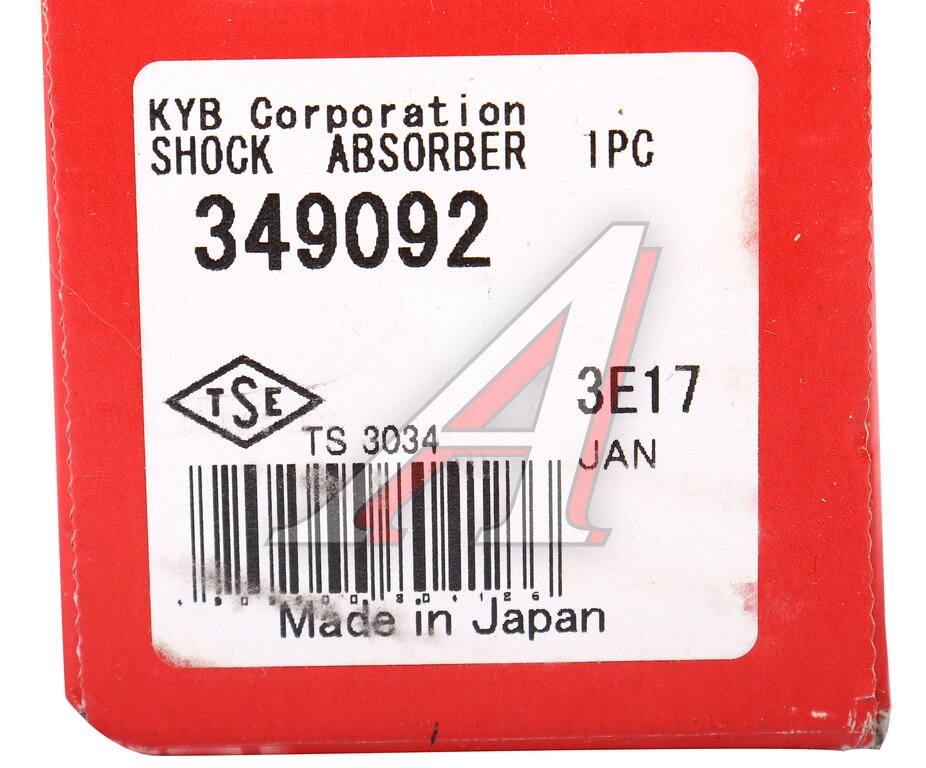 KYB Corporation
SHOCK ABSORBER 1PC
349092
TSE
TS 3034
3E17
JAN
Made in Japan